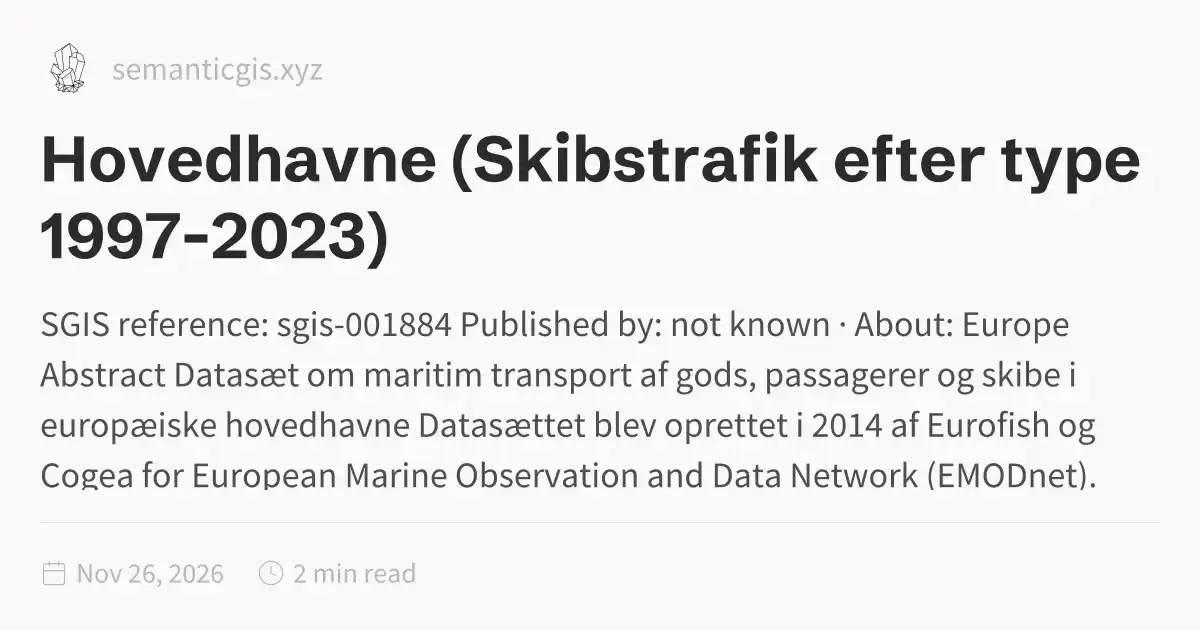 semanticgis.xyz
Hovedhavne (Skibstrafik efter type
1997-2023)
SGIS reference: sgis-001884 Published by: not known · About: Europe
Abstract Datasæt om maritim transport af gods, passagerer og skibe i
europæiske hovedhavne Datasættet blev oprettet i 2014 af Eurofish og
Cogea for European Marine Observation and Data Network (EMODnet).
Nov 26, 2026 2 min read